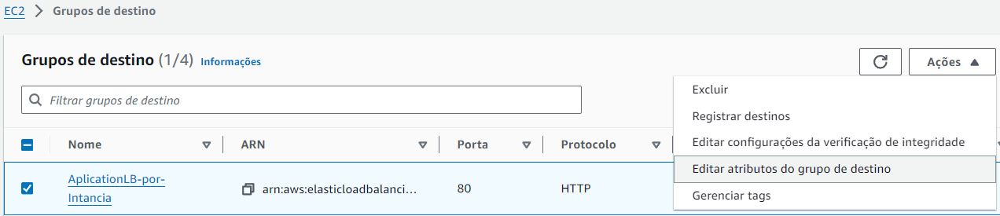 EC2 > Grupos de destino
Grupos de destino (1/4) Informações
Ações
Filtrar grupos de destino
Excluir
Registrar destinos
Editar configurações da verificação de integridade
Editar atributos do grupo de destino
Gerenciar tags
Nome ARN Porta Protocolo
AplicationLB-por-
Intancia
arn:aws:elasticloadbalanci... 80 HTTP